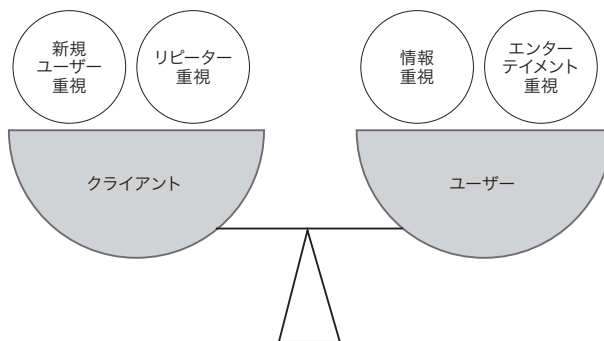 新規
ユーザー
重視
リピーター
重視
情報
重視
エンター
テイメント
重視
クライアント
ユーザー